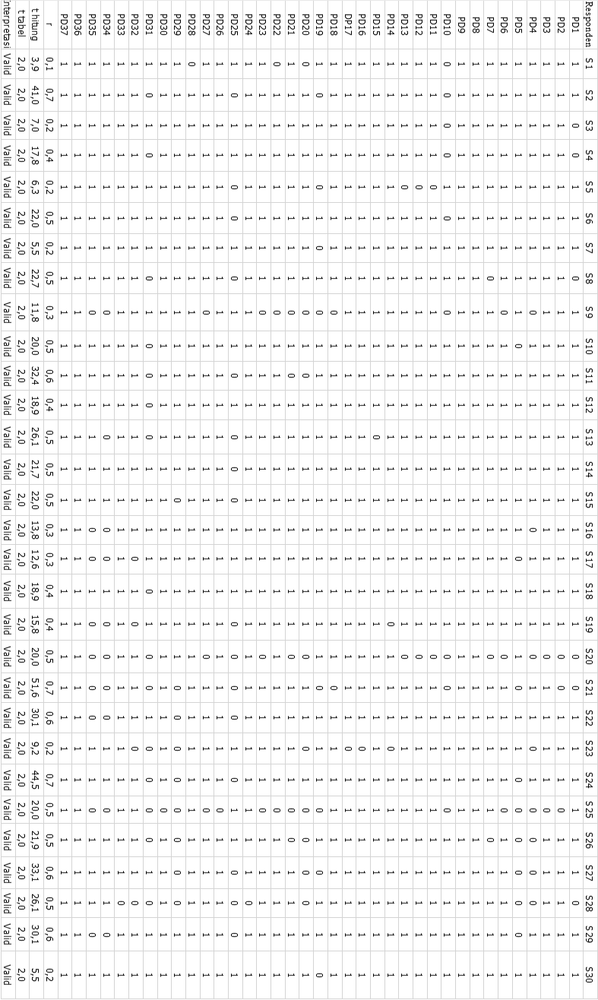 Responden S1 S2 S3 S4 S5 S6 S7 S8 S9 S10 S11 S12 S13 S14 S15 S16 S17 S18 S19 S20 S21 S22 S23 S24 S25 S26 S27 S28 S29 S30
PD1 1 1 0 0 1 1 1 0 1 1 1 1 1 1 1 1 1 1 1 0 0 1 1 1 1 1 1 0 1 1
PD2 1 1 1 1 1 1 1 1 1 1 1 1 1 1 1 1 1 1 1 0 0 1 1 1 0 1 1 1 1 1
PD3 1 1 1 1 1 1 1 1 1 1 1 1 1 1 1 1 1 1 1 0 1 1 1 1 0 1 1 1 1 1
PD4 1 1 1 1 1 1 1 1 0 1 1 1 1 1 1 0 1 1 1 0 1 1 0 1 0 0 0 0 1 1
PD5 1 1 1 1 1 1 1 1 1 0 1 1 1 1 1 1 0 1 1 1 0 1 1 0 0 0 0 0 0 1
PD6 1 1 1 1 1 1 1 1 0 1 1 1 1 1 1 1 1 1 1 0 1 1 1 1 0 1 1 1 1 1
PD7 1 1 1 1 1 1 1 0 1 1 1 1 1 1 1 1 1 1 1 0 1 1 1 1 1 0 1 1 1 1
PD8 1 1 1 1 1 1 1 1 1 1 1 1 1 1 1 1 1 1 1 1 1 1 1 1 1 1 1 1 1 1
PD9 1 1 1 1 1 1 1 1 1 1 1 1 1 1 1 1 1 1 1 1 1 1 1 1 1 1 1 1 1 1
PD10 0 0 0 0 1 0 1 1 0 1 1 1 1 1 1 1 1 1 1 0 0 1 1 1 0 1 1 1 1 1
PD11 1 1 1 1 0 1 1 1 1 1 1 1 1 1 1 1 1 1 1 0 1 1 1 1 1 1 1 1 1 1
PD12 1 1 1 1 0 1 1 1 1 1 1 1 1 1 1 1 1 1 1 0 1 1 1 1 1 1 1 1 1 1
PD13 1 1 1 1 0 1 1 1 1 1 1 1 1 1 1 1 1 1 1 0 1 1 1 1 1 1 1 1 1 1
PD14 1 1 1 1 1 1 1 1 1 1 1 1 1 1 1 1 1 1 0 1 1 1 0 1 1 1 1 1 1 1
PD15 1 1 1 1 1 1 1 1 1 1 1 1 0 1 1 1 1 1 1 1 1 1 1 1 1 1 1 1 1 1
PD16 1 1 1 1 1 1 1 1 1 1 1 1 1 1 1 1 1 1 1 1 1 1 0 1 1 1 1 1 1 1
DP17 1 1 1 1 1 1 1 1 1 1 1 1 1 1 1 1 1 1 1 1 1 1 0 1 1 1 1 1 1 1
PD18 1 1 1 1 1 1 1 1 0 1 1 1 1 1 1 1 1 1 1 1 0 1 1 1 1 1 1 1 1 1
PD19 1 0 1 1 0 1 0 1 0 1 1 1 1 1 1 1 1 1 1 1 0 1 1 1 0 1 0 1 1 0
PD20 0 1 1 1 1 1 1 1 0 1 0 1 1 1 1 1 1 1 1 0 1 1 0 1 0 0 0 0 1 1
PD21 1 1 1 1 1 1 1 1 0 1 0 1 1 1 1 1 1 1 1 0 1 1 1 1 0 0 1 1 1 1
PD22 0 1 1 1 1 1 1 1 0 1 1 1 1 1 1 1 1 1 1 1 1 1 1 1 0 1 1 1 1 1
PD23 1 1 1 1 1 1 1 1 0 1 1 1 1 1 1 1 1 1 1 0 1 1 1 1 0 1 1 1 1 1
PD24 1 1 1 1 1 1 1 1 1 1 1 1 1 1 1 1 1 1 1 1 1 1 1 1 1 1 1 0 1 1
PD25 1 0 1 1 0 0 1 0 1 1 0 1 0 0 0 1 1 1 0 0 0 0 1 0 1 1 0 0 0 1
PD26 1 1 1 1 1 1 1 1 1 1 1 1 1 1 1 1 1 1 1 1 1 1 1 1 0 1 1 1 1 1
PD27 1 1 1 1 1 1 1 1 0 1 1 1 1 1 1 1 1 1 1 0 1 1 1 1 0 1 1 1 1 1
PD28 0 1 1 1 1 1 1 1 1 1 1 1 1 1 1 1 1 1 1 1 1 1 1 1 1 1 1 1 1 1
PD29 1 1 1 1 1 1 1 1 1 1 1 1 1 1 0 1 1 1 1 1 0 0 0 0 0 0 0 0 1 1
PD30 1 1 1 1 1 1 1 1 1 1 1 1 1 1 1 1 1 1 1 1 1 1 1 1 0 1 1 1 1 1
PD31 1 0 1 0 1 1 1 0 1 0 0 0 0 1 1 1 1 0 1 0 0 1 0 0 0 0 1 0 1 1
PD32 1 1 1 1 1 1 1 1 1 1 1 1 1 1 1 1 0 1 0 1 1 1 0 1 1 1 1 0 1 1
PD33 1 1 1 1 1 1 1 1 1 1 1 1 1 1 1 1 1 1 1 1 1 1 1 1 1 1 1 0 1 1
PD34 1 1 1 1 1 1 1 1 0 1 1 1 0 1 1 0 0 1 0 0 0 0 1 1 0 1 1 1 0 1
PD35 1 1 1 1 1 1 1 1 0 1 1 1 1 1 1 0 0 1 0 0 0 0 1 1 0 1 1 1 0 1
PD36 1 1 1 1 1 1 1 1 1 1 1 1 1 1 1 1 1 1 1 1 1 1 1 1 1 1 1 1 1 1
PD37 1 1 1 1 1 1 1 1 1 1 1 1 1 1 1 1 1 1 1 1 1 1 1 1 1 1 1 1 1 1
r 0,1 0,7 0,2 0,4 0,2 0,5 0,2 0,5 0,3 0,5 0,6 0,4 0,5 0,5 0,5 0,3 0,3 0,4 0,4 0,5 0,7 0,6 0,2 0,7 0,5 0,5 0,6 0,5 0,6 0,2
t hitung 3,9 41,0 7,0 17,8 6,3 22,0 5,5 22,7 11,8 20,0 32,4 18,9 26,1 21,7 22,0 13,8 12,6 18,9 15,8 20,0 51,6 30,1 9,2 44,5 20,0 21,9 33,1 26,1 30,1 5,5
t tabel 2,0 2,0 2,0 2,0 2,0 2,0 2,0 2,0 2,0 2,0 2,0 2,0 2,0 2,0 2,0 2,0 2,0 2,0 2,0 2,0 2,0 2,0 2,0 2,0 2,0 2,0 2,0 2,0 2,0 2,0
nterpretasi Valid Valid Valid Valid Valid Valid Valid Valid Valid Valid Valid Valid Valid Valid Valid Valid Valid Valid Valid Valid Valid Valid Valid Valid Valid Valid Valid Valid Valid Valid